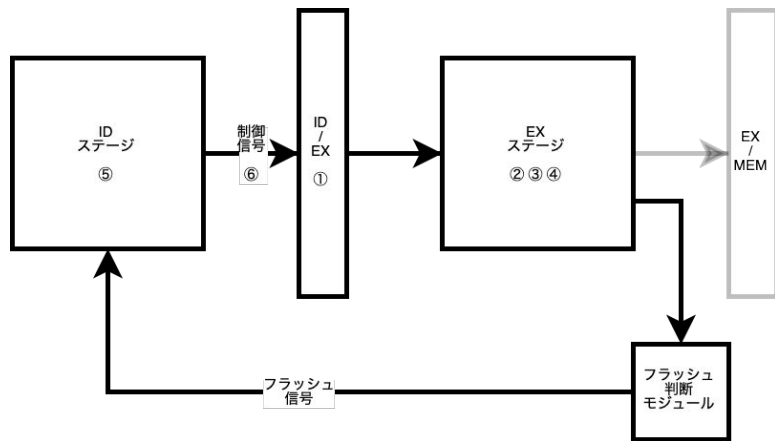 ID
ステージ
⑤
制御
信号
⑥
ID
/
EX
①
EX
ステージ
②③④
EX
/
MEM
フラッシュ
判断
モジュール
フラッシュ
信号